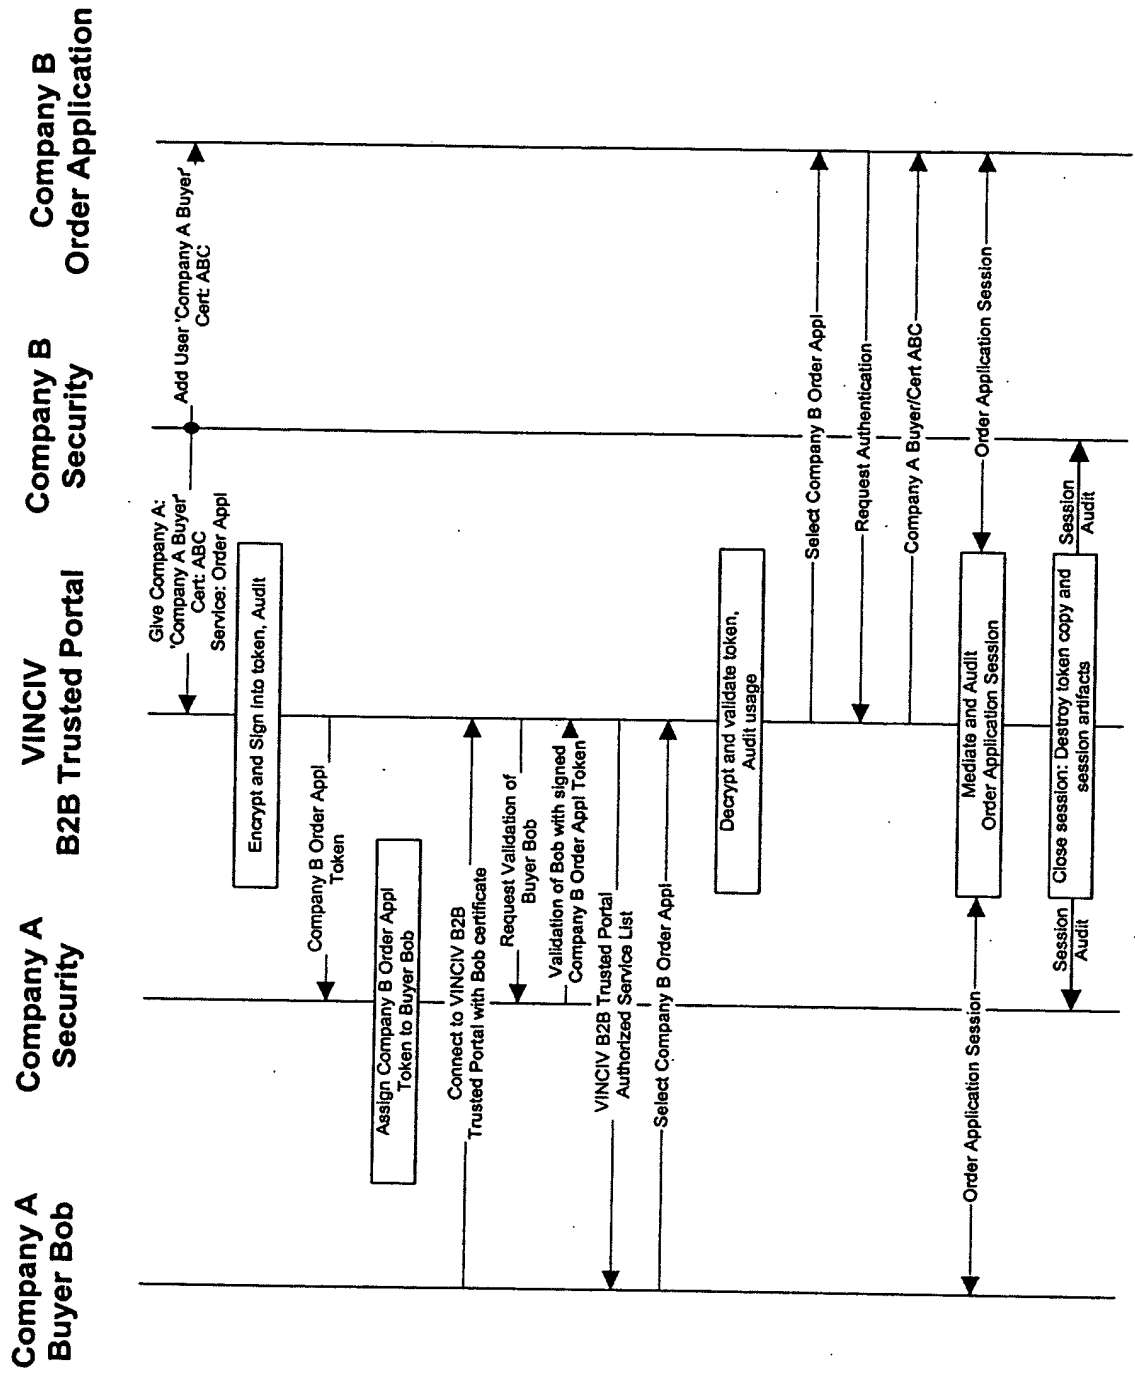 Company A
Buyer Bob
Company A
Security
VINCIV
B2B Trusted Portal
Company B
Security
Company B
Order Application
Give Company A:
'Company A Buyer'
Cert: ABC
Service: Order Appl
Add User 'Company A Buyer'
Cert: ABC
Encrypt and Sign into token, Audit
Company B Order Appl
Token
Assign Company B Order Appl
Token to Buyer Bob
Connect to VINCIV B2B
Trusted Portal with Bob certificate
Request Validation of
Buyer Bob
Validation of Bob with signed
Company B Order Appl Token
VINCIV B2B Trusted Portal
Authorized Service List
Select Company B Order Appl
Decrypt and validate token,
Audit usage
Select Company B Order Appl
Request Authentication
Company A Buyer/Cert ABC
Order Application Session
Mediate and Audit
Order Application Session
Order Application Session
Session
Audit
Close session: Destroy token copy and
session artifacts
Session
Audit